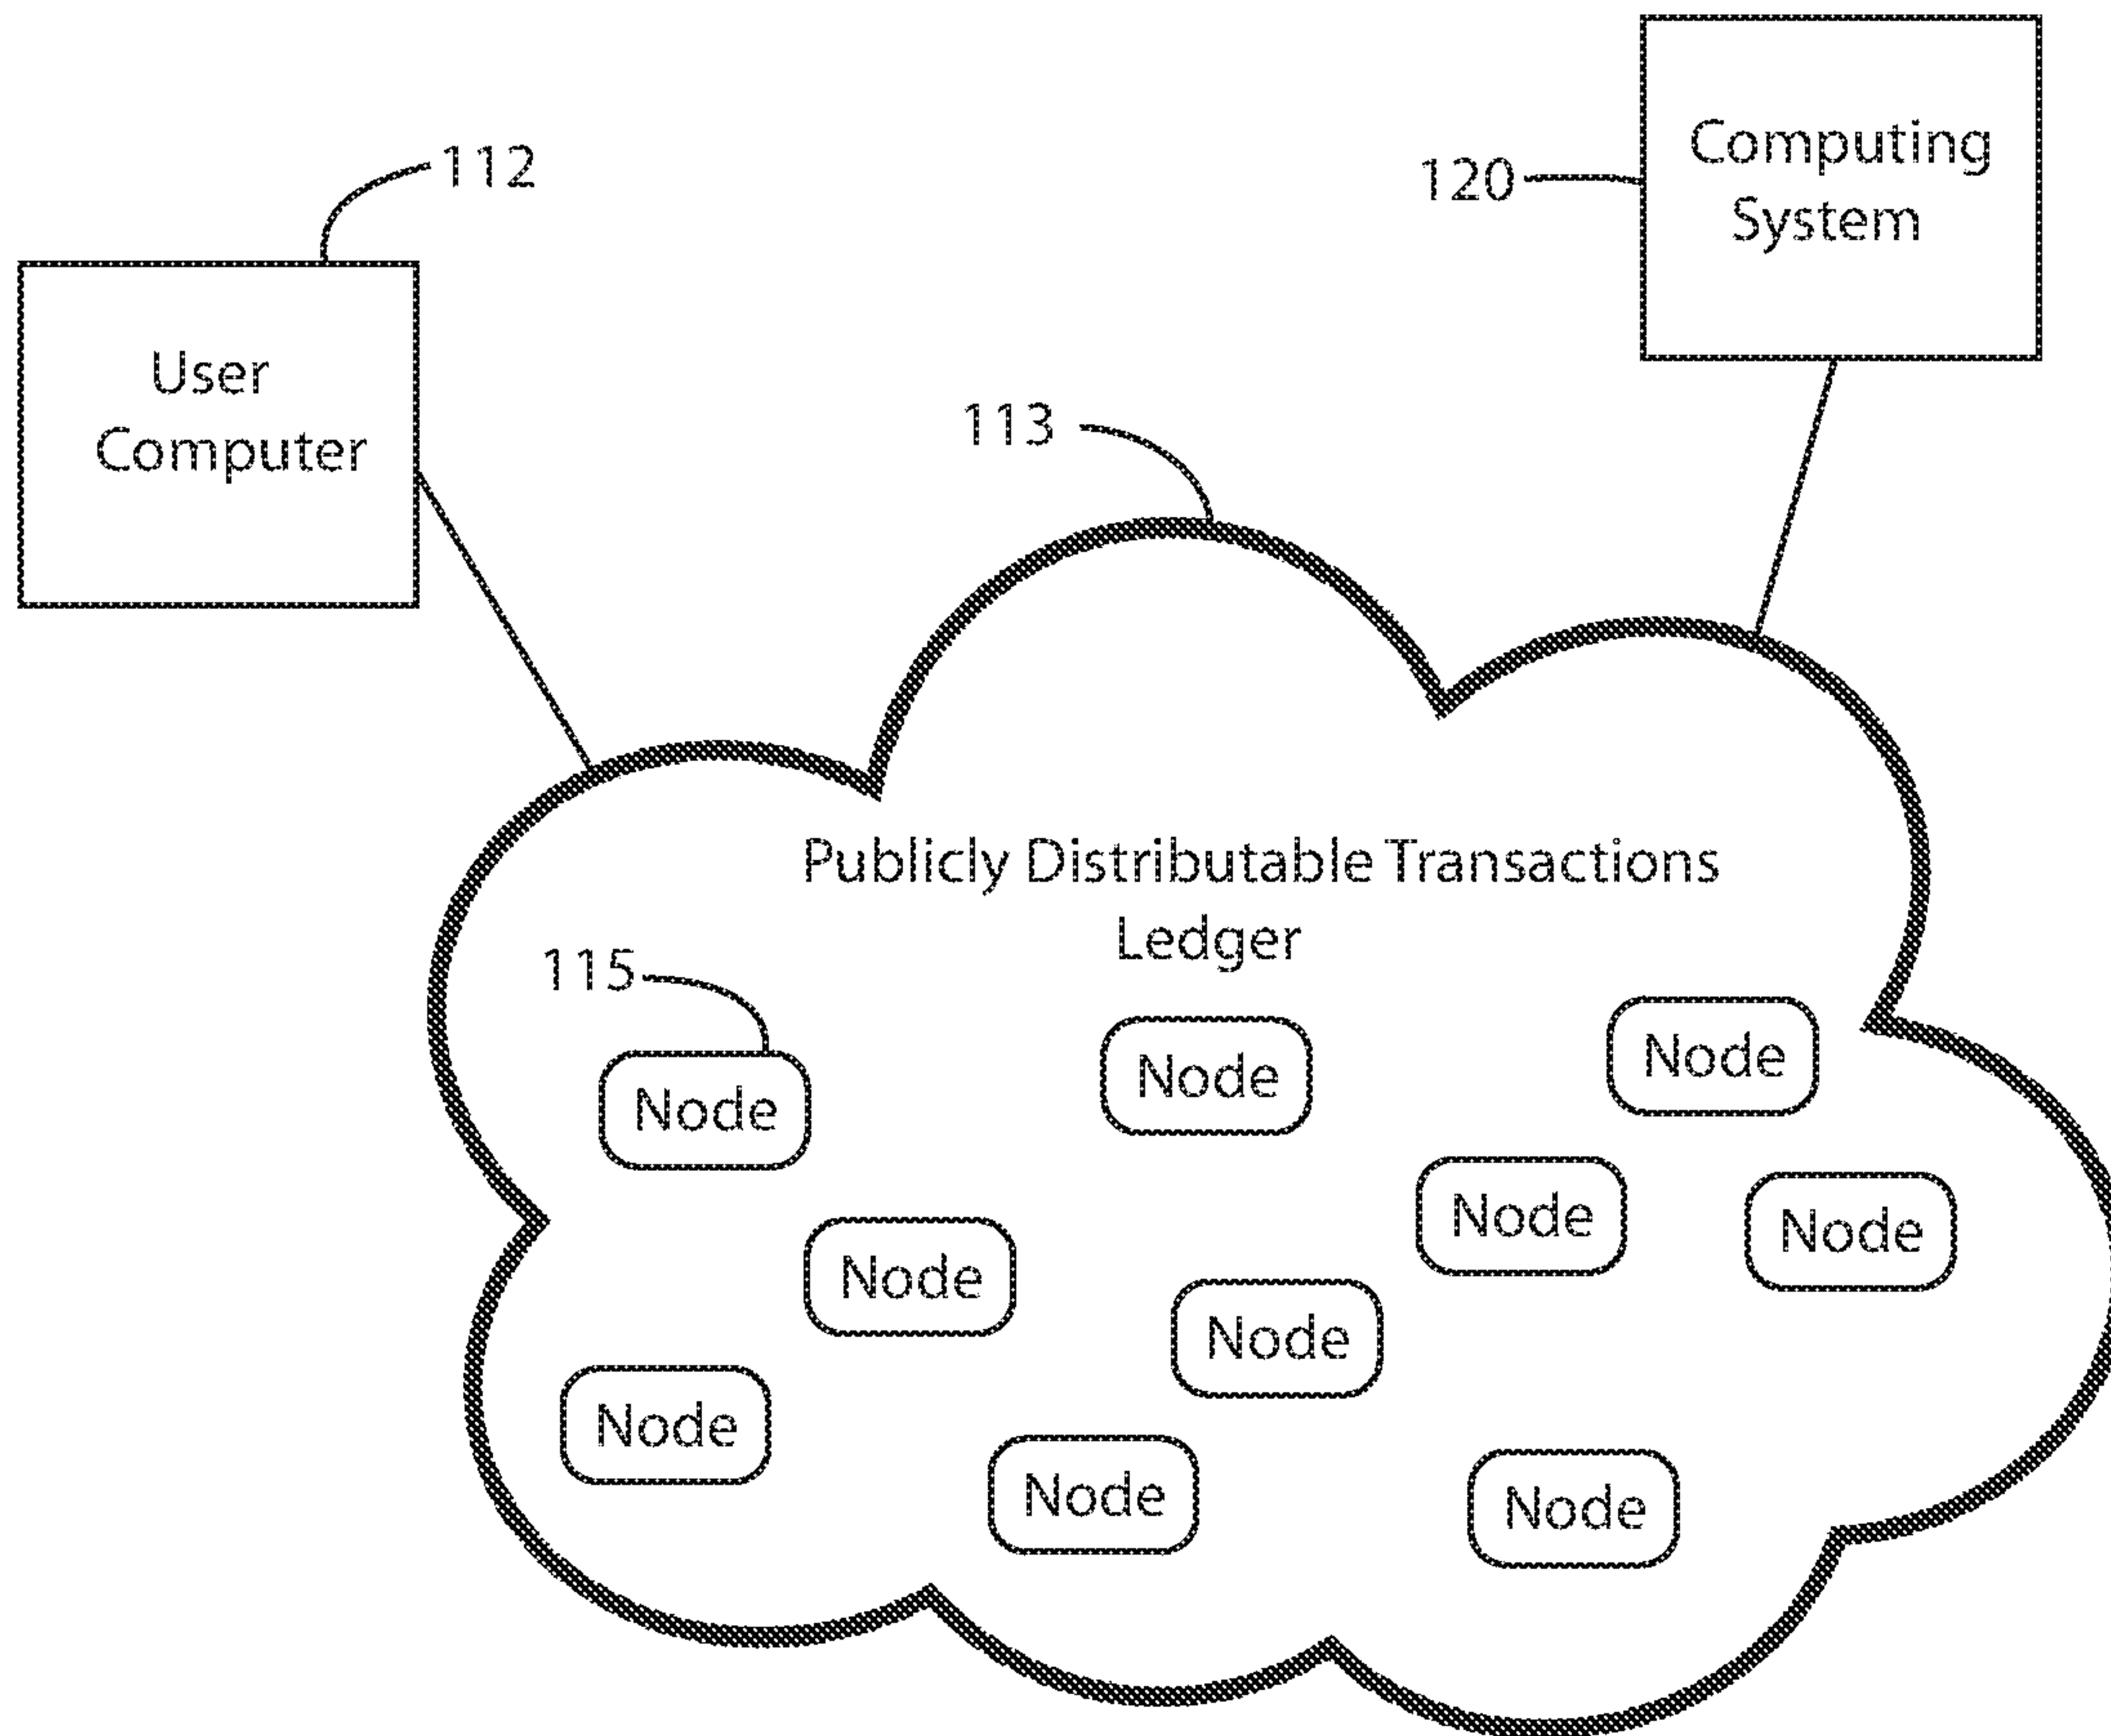 112
120
Computing
System
User
Computer
113
Publicly Distributable Transactions
Ledger
115
Node
Node
Node
Node
Node
Node
Node
Node
Node
Node